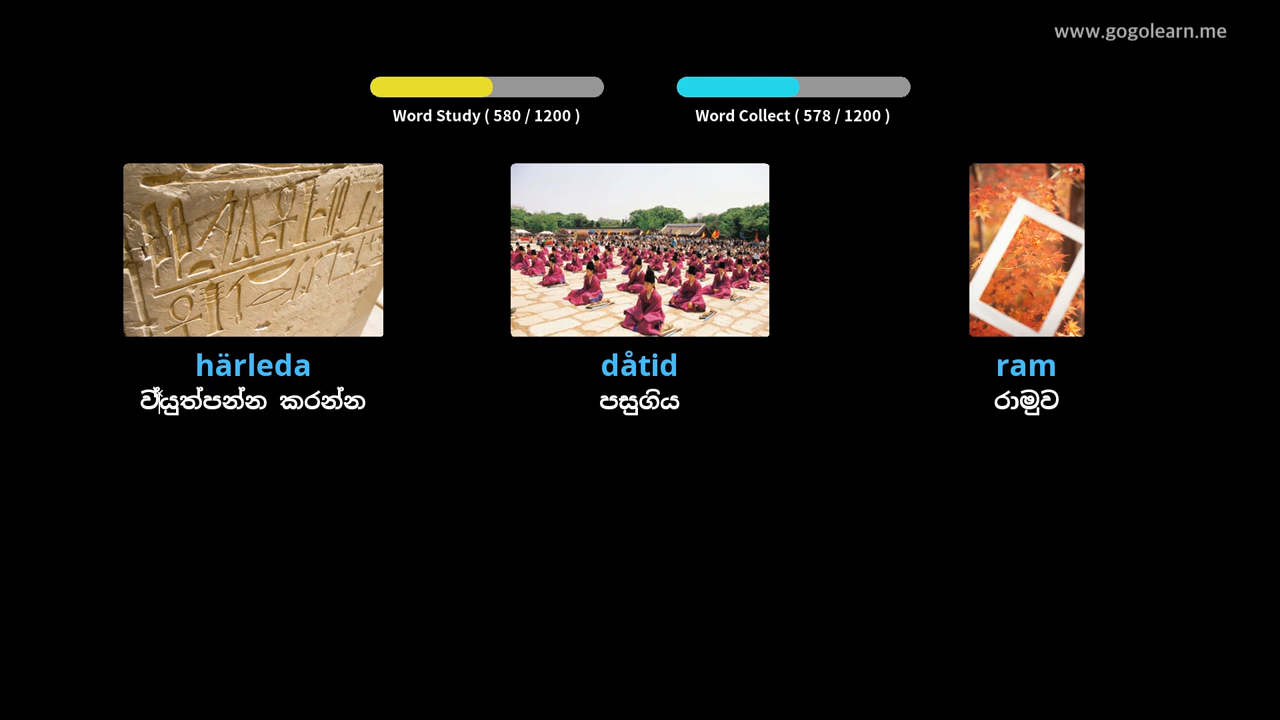 www.gogolearn.me
Word Study ( 580 / 1200 )
Word Collect ( 578 / 1200 )
härleda
dåtid
ram
ව්‍යුත්පන්න කරන්න
පසුගිය
රාමුව